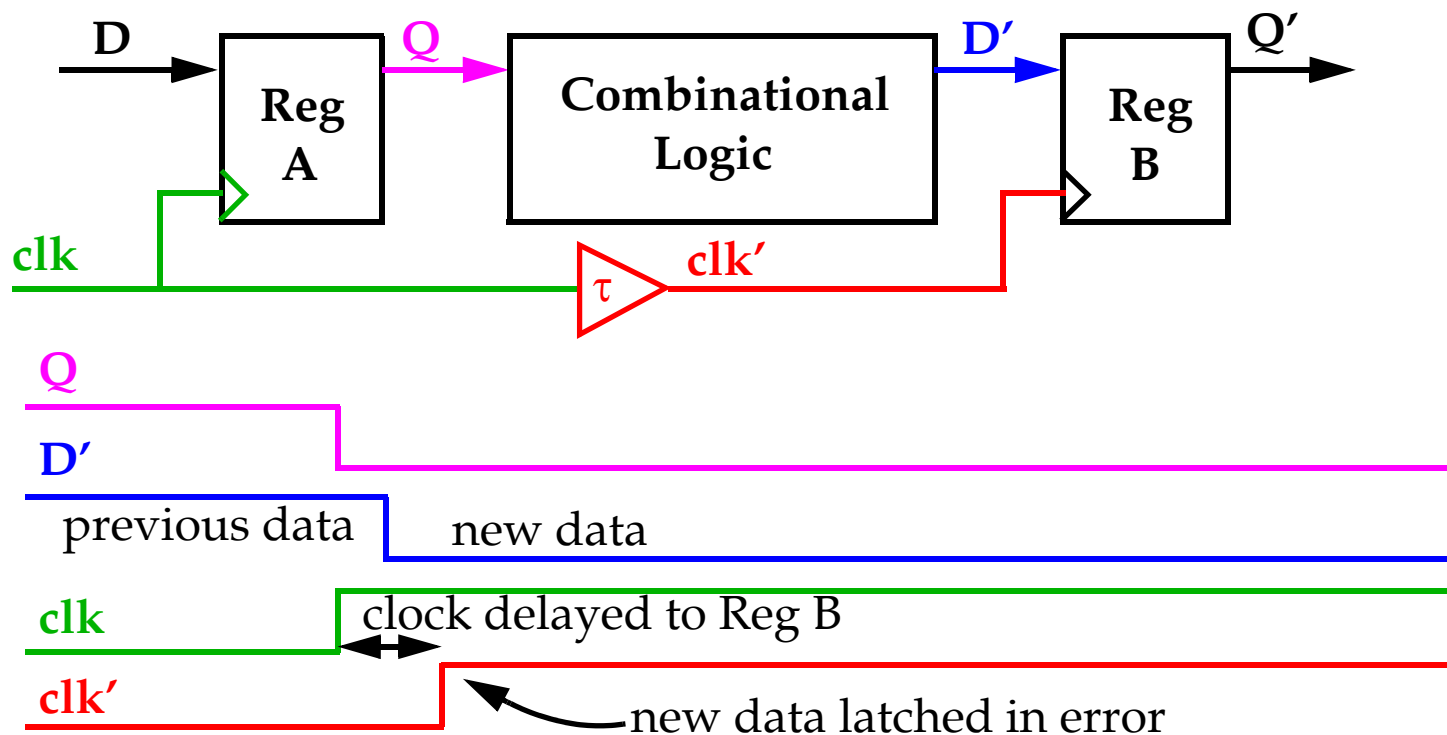 D
Q
D′
Q′
Reg
A
Combinational
Logic
Reg
B
clk
τ
clk′
Q
D′
previous data
new data
clk
clock delayed to Reg B
clk′
new data latched in error